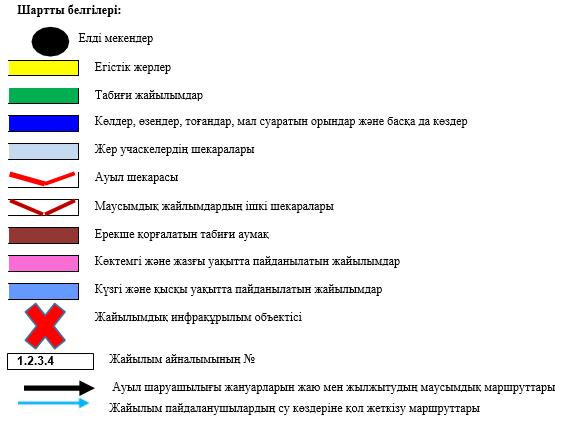 Шартты белгілері:
Елді мекендер
Егістік жерлер
Табиғи жайылымдар
Көлдер, өзендер, тоғандар, мал суаратын орындар және басқа да көздер
Жер учаскелердің шекаралары
Ауыл шекарасы
Маусымдық жайлымдардың ішкі шекаралары
Ерекше қорғалатын табиғи аумақ
Көктемгі және жазғы уақытта пайданылатын жайылымдар
Күзгі және қысқы уақытта пайданылатын жайылымдар
Жайылымдық инфрақұрылым объектісі
1.2.3.4 Жайылым айналымының №
Ауыл шаруашылығы жануарларын жаю мен жылжытудың маусымдық маршруттары
Жайылым пайдаланушылардың су көздеріне қол жеткізу маршруттары